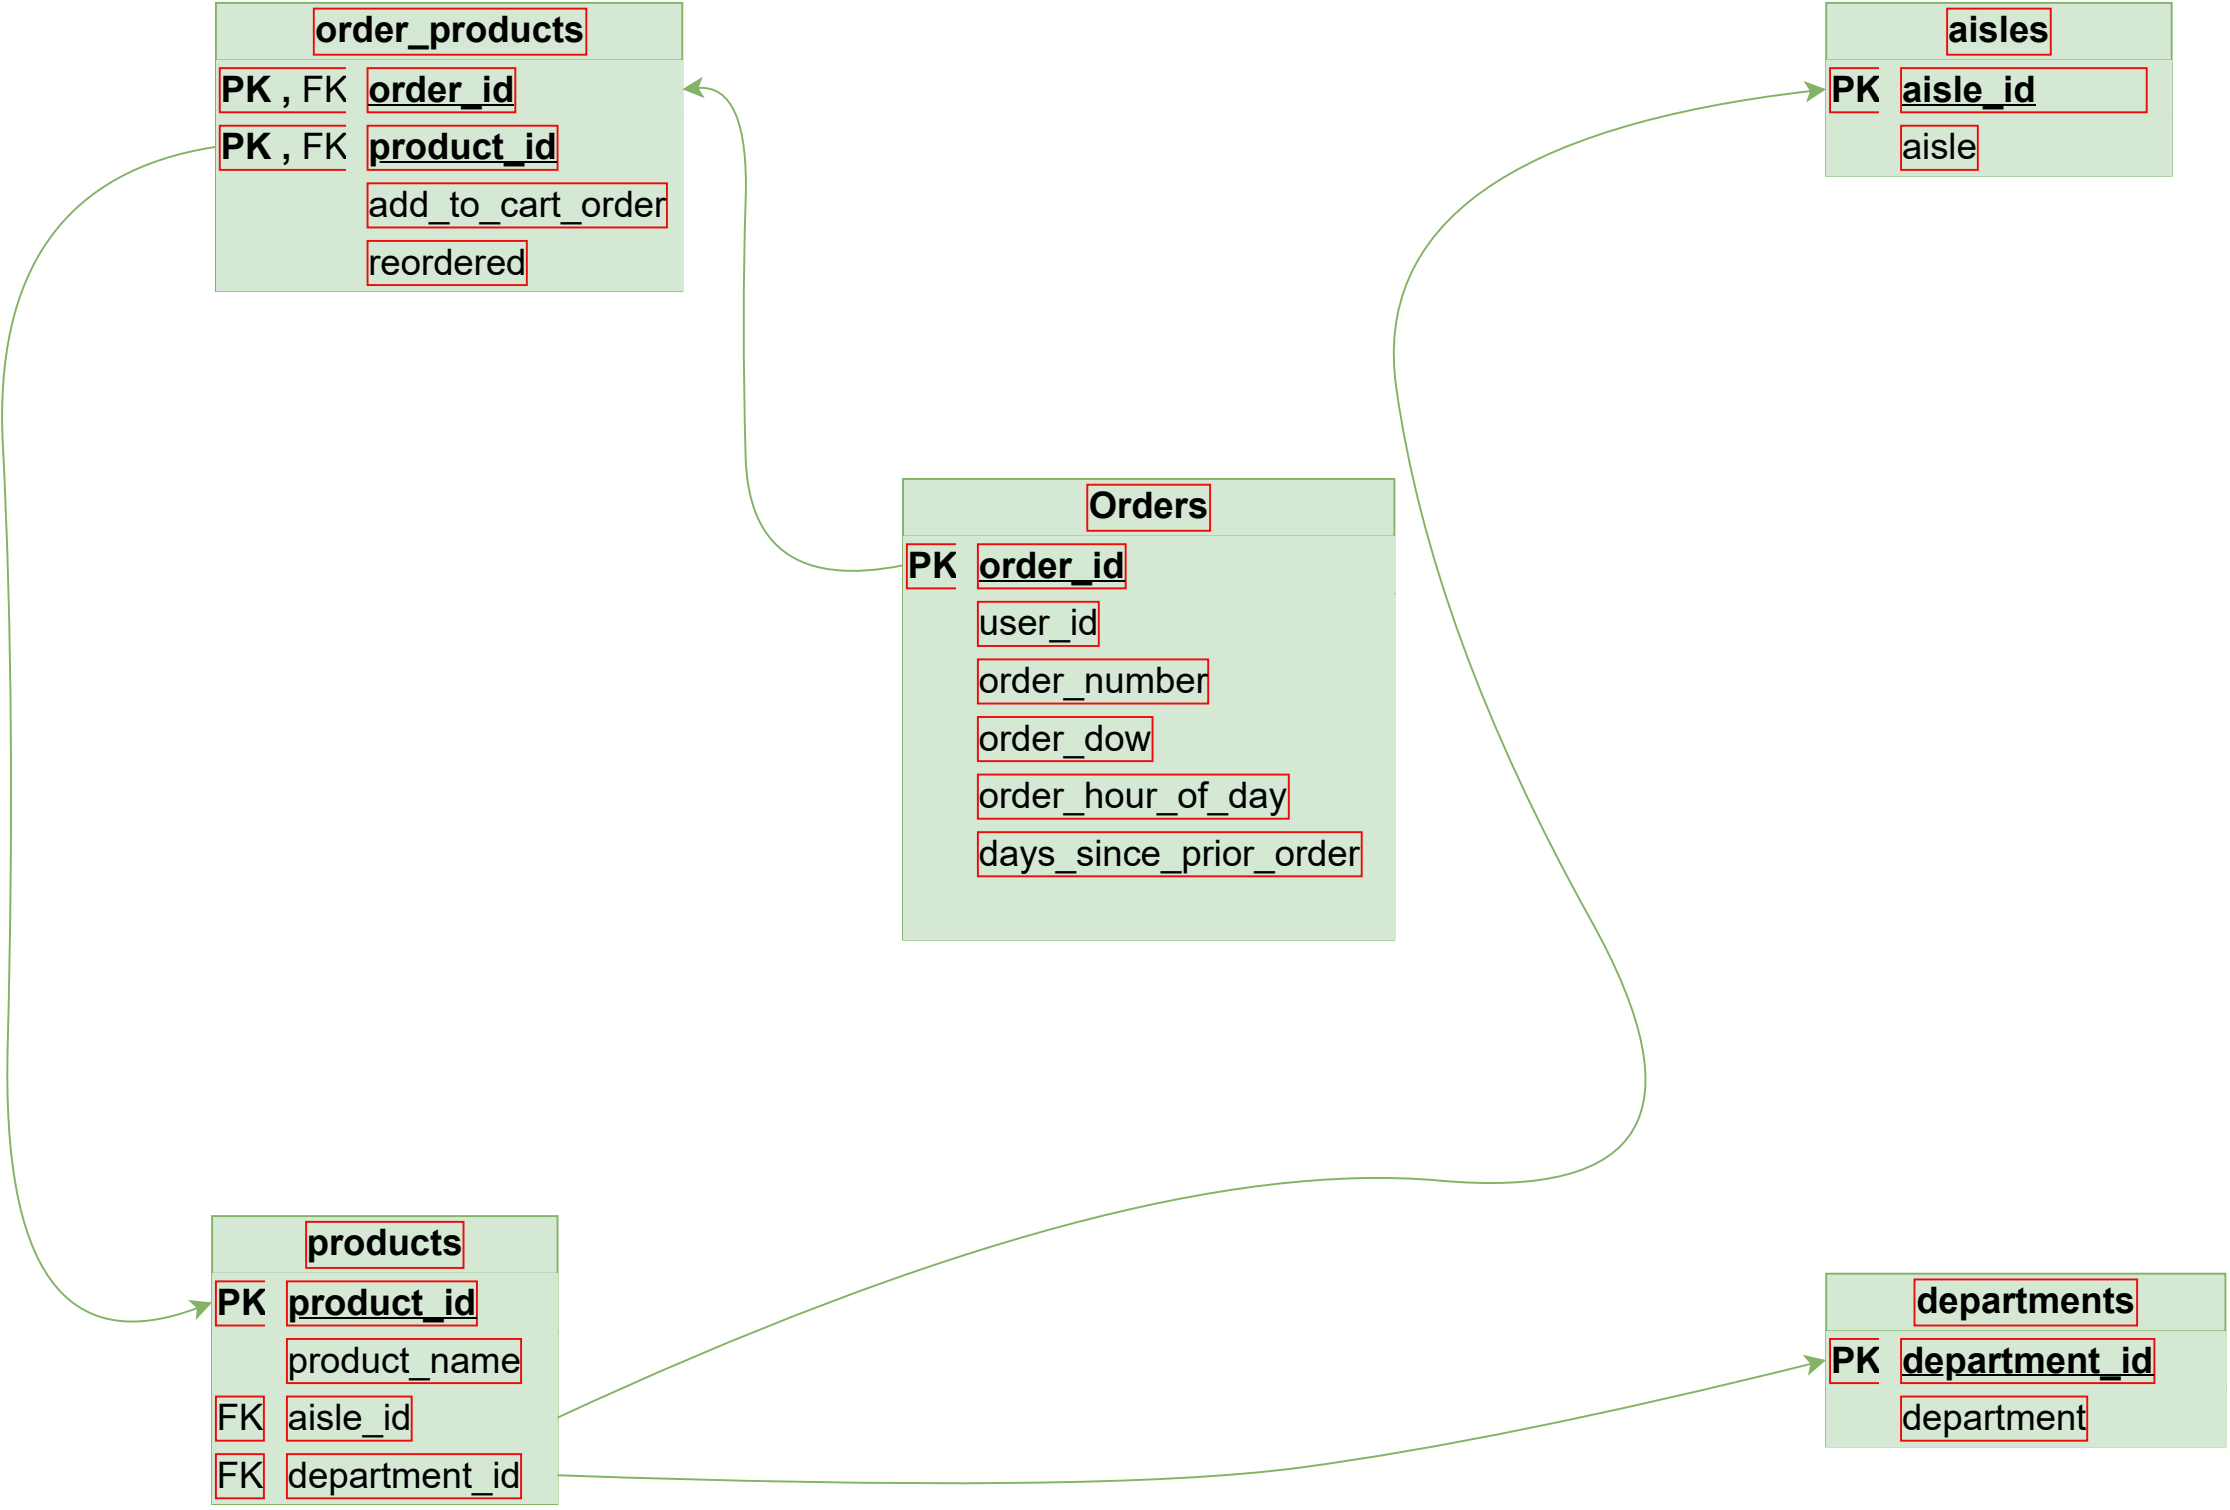 order_products
PK , FK order_id
PK , FK product_id
add_to_cart_order
reordered
aisles
PK aisle_id
aisle
Orders
PK order_id
user_id
order_number
order_dow
order_hour_of_day
days_since_prior_order
products
PK product_id
product_name
FK aisle_id
FK department_id
departments
PK department_id
department